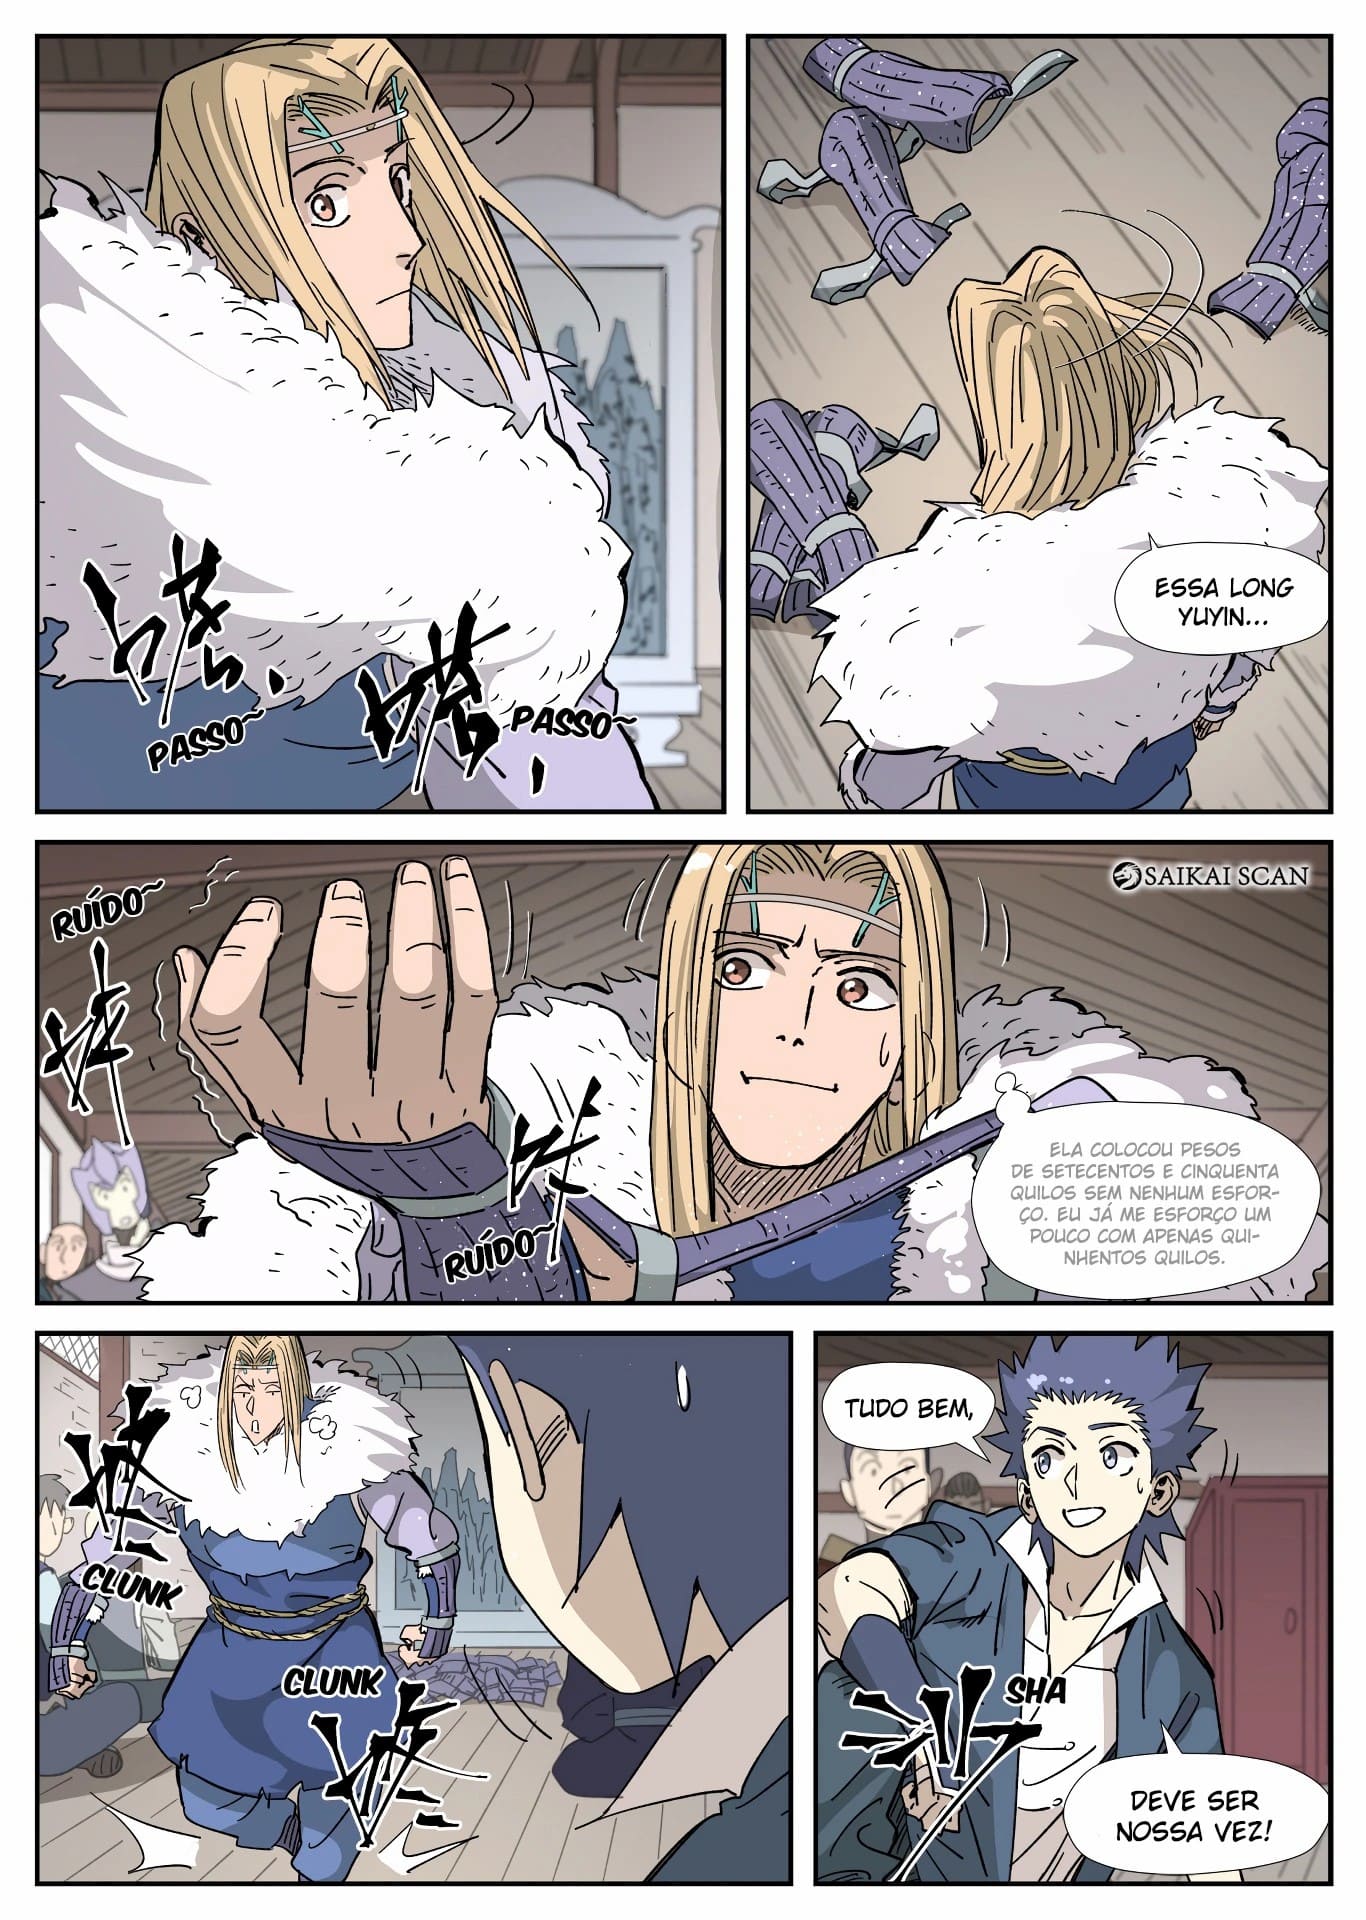 PASSO~
PASSO~
ESSA LONG
YUYIN...
SAIKAI SCAN
RUÍDO~
RUÍDO~
ELA COLOCOU PESOS
DE SETECENTOS E CINQUENTA
QUILOS SEM NENHUM ESFOR-
ÇO. EU JÁ ME ESFORÇO UM
POUCO COM APENAS QUI-
NHENTOS QUILOS.
CLUNK
CLUNK
TUDO BEM,
SHA
DEVE SER
NOSSA VEZ!